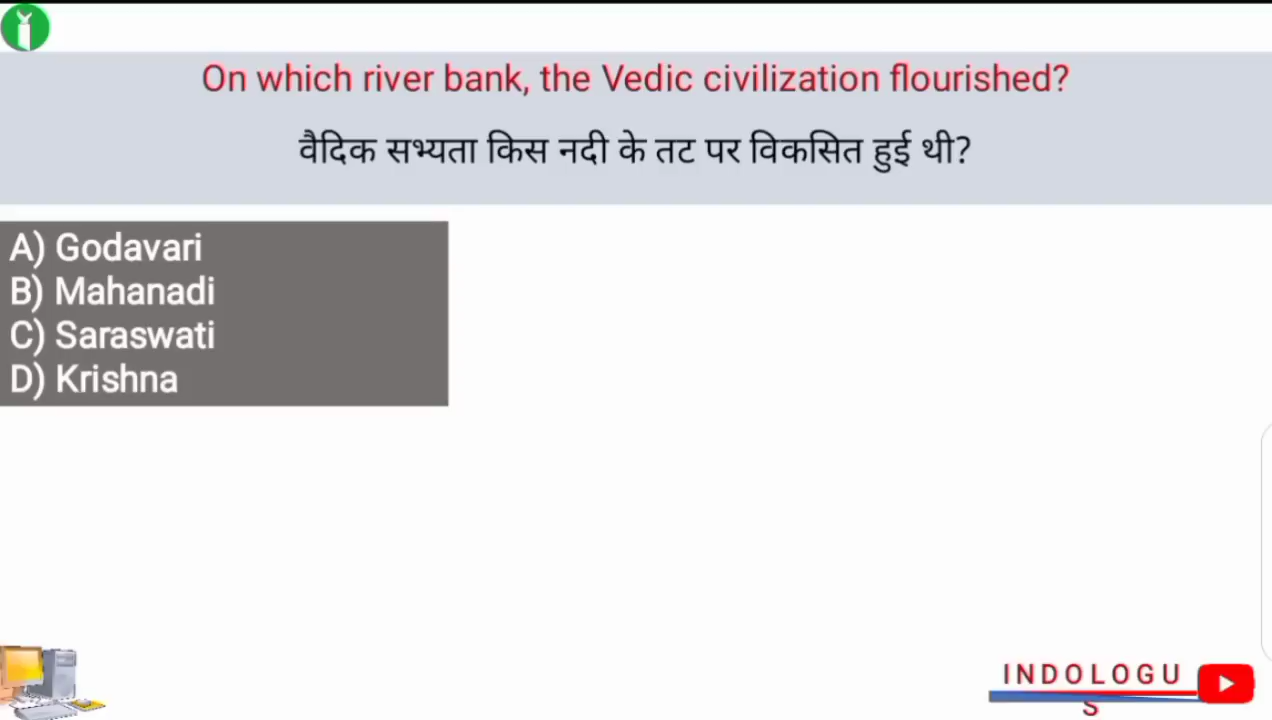 On which river bank, the Vedic civilization flourished?
वैदिक सभ्यता किस नदी के तट पर विकसित हुई थी?
A) Godavari
B) Mahanadi
C) Saraswati
D) Krishna
INDOLOGU
S